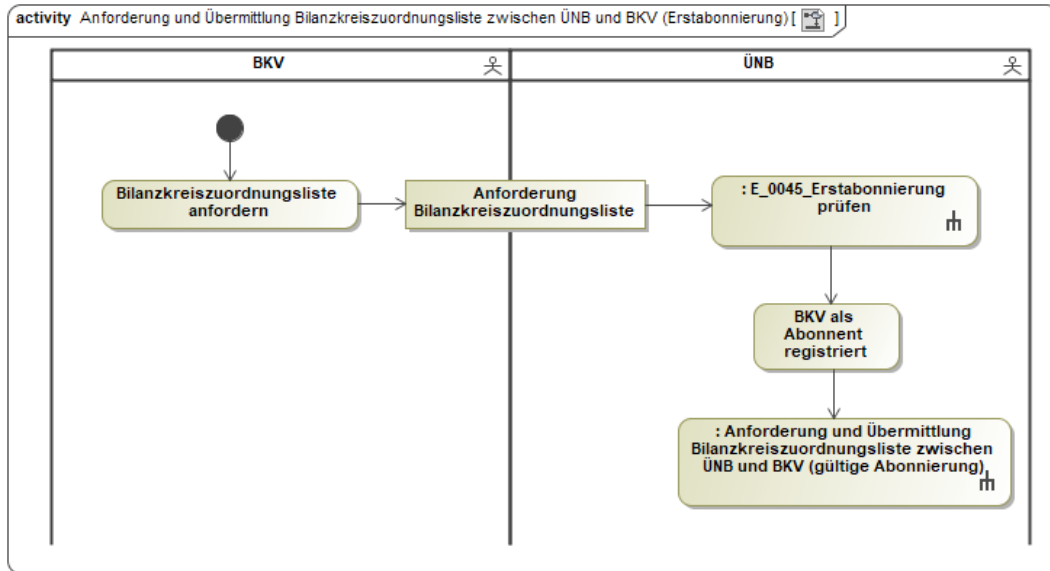 activity Anforderung und Übermittlung Bilanzkreiszuordnungsliste zwischen ÜNB und BKV (Erstabonnierung) [ ]
BKV
ÜNB
Bilanzkreiszuordnungsliste
anfordern
Anforderung
Bilanzkreiszuordnungsliste
: E_0045_Erstabonnierung
prüfen
BKV als
Abonnent
registriert
: Anforderung und Übermittlung
Bilanzkreiszuordnungsliste zwischen
ÜNB und BKV (gültige Abonnierung)